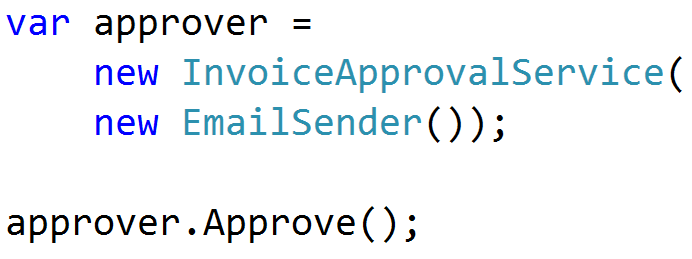 var approver =
    new InvoiceApprovalService(
    new EmailSender());

approver.Approve();